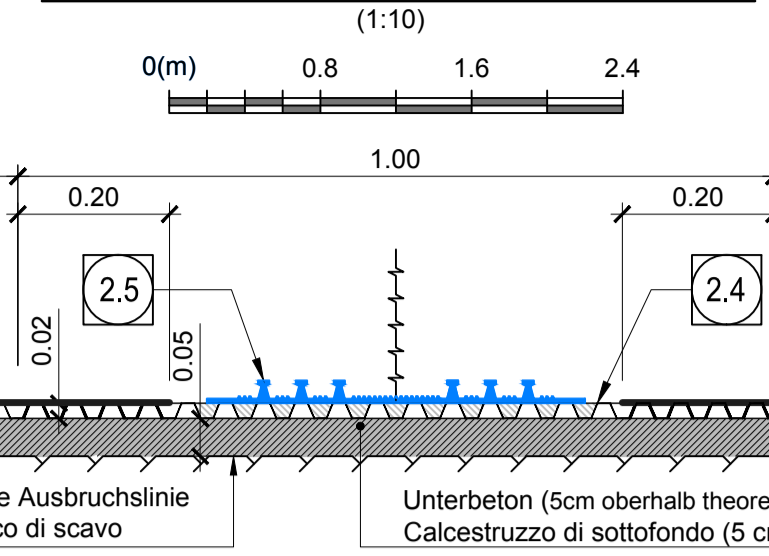 (1:10)
0(m) 0.8 1.6 2.4
1.00
0.20 0.20
2.5 2.4
0.02 0.05
e Ausbruchslinie
co di scavo
Unterbeton (5cm oberhalb theore
Calcestruzzo di sottofondo (5 c